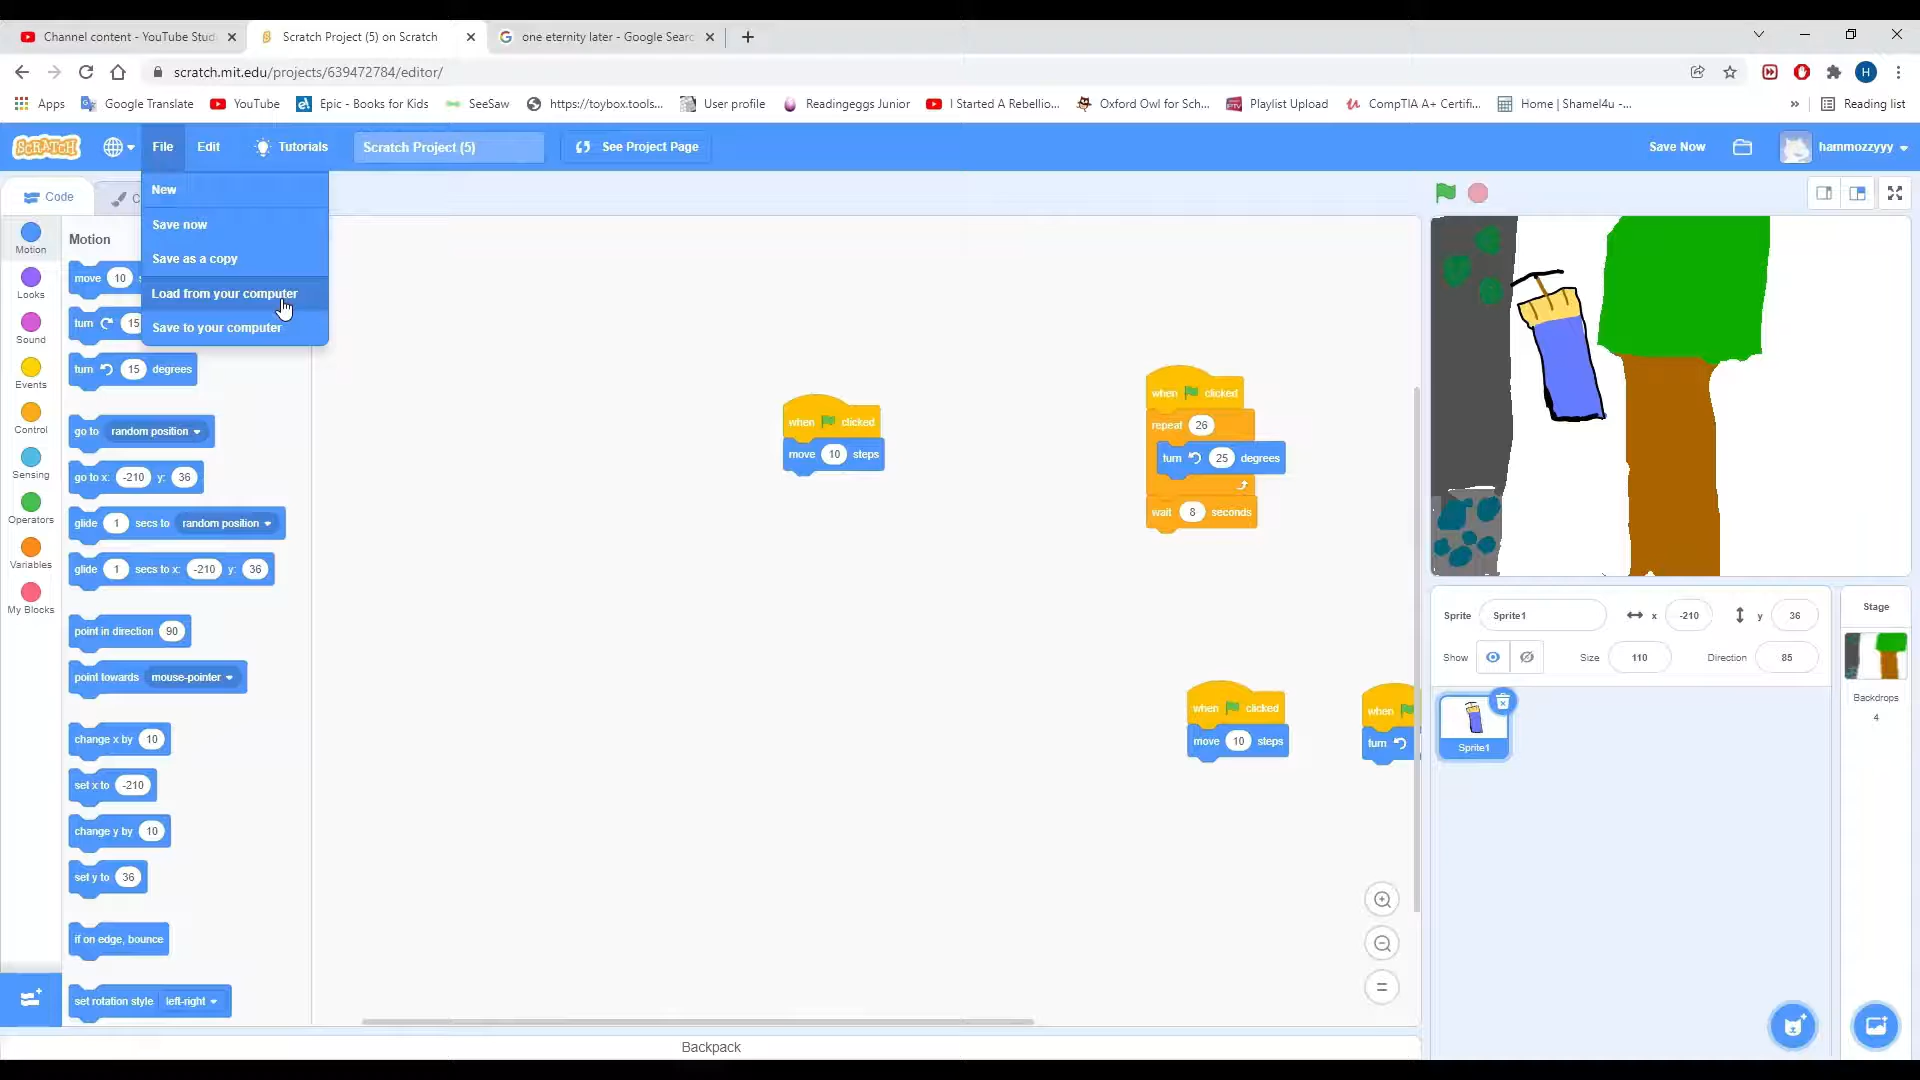 Channel content - YouTube Stud
Scratch Project (5) on Scratch
one eternity later - Google Searc
scratch.mit.edu/projects/639472784/editor/
H
Apps
Google Translate
YouTube
Epic - Books for Kids
SeeSaw
https://toybox.tools...
User profile
Readingeggs Junior
I Started A Rebellio...
Oxford Owl for Sch...
Playlist Upload
CompTIA A+ Certifi...
Home | Shamel4u -...
Reading list
SCRATCH
File
Edit
Tutorials
Scratch Project (5)
See Project Page
Save Now
hammozzyyy
New
Save now
Save as a copy
Load from your computer
Save to your computer
Code
C
Motion
Looks
Sound
Events
Control
Sensing
Operators
Variables
My Blocks
Motion
move 10 s
turn 15
turn 15 degrees
go to random position
go to x: -210 y: 36
glide 1 secs to random position
glide 1 secs to x: -210 y: 36
point in direction 90
point towards mouse-pointer
change x by 10
set x to -210
change y by 10
set y to 36
if on edge, bounce
set rotation style left-right
when clicked
move 10 steps
when clicked
repeat 26
turn 25 degrees
wait 8 seconds
when clicked
move 10 steps
when
turn
Sprite Sprite1 x -210 y 36
Show Size 110 Direction 85
Sprite1
Stage
Backdrops
4
Backpack